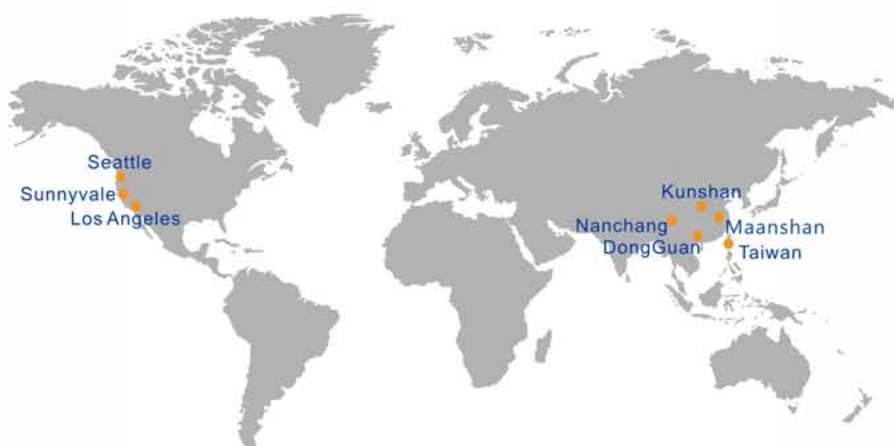 Seattle
Sunnyvale
Los Angeles
Kunshan
Nanchang
Maanshan
DongGuan
Taiwan